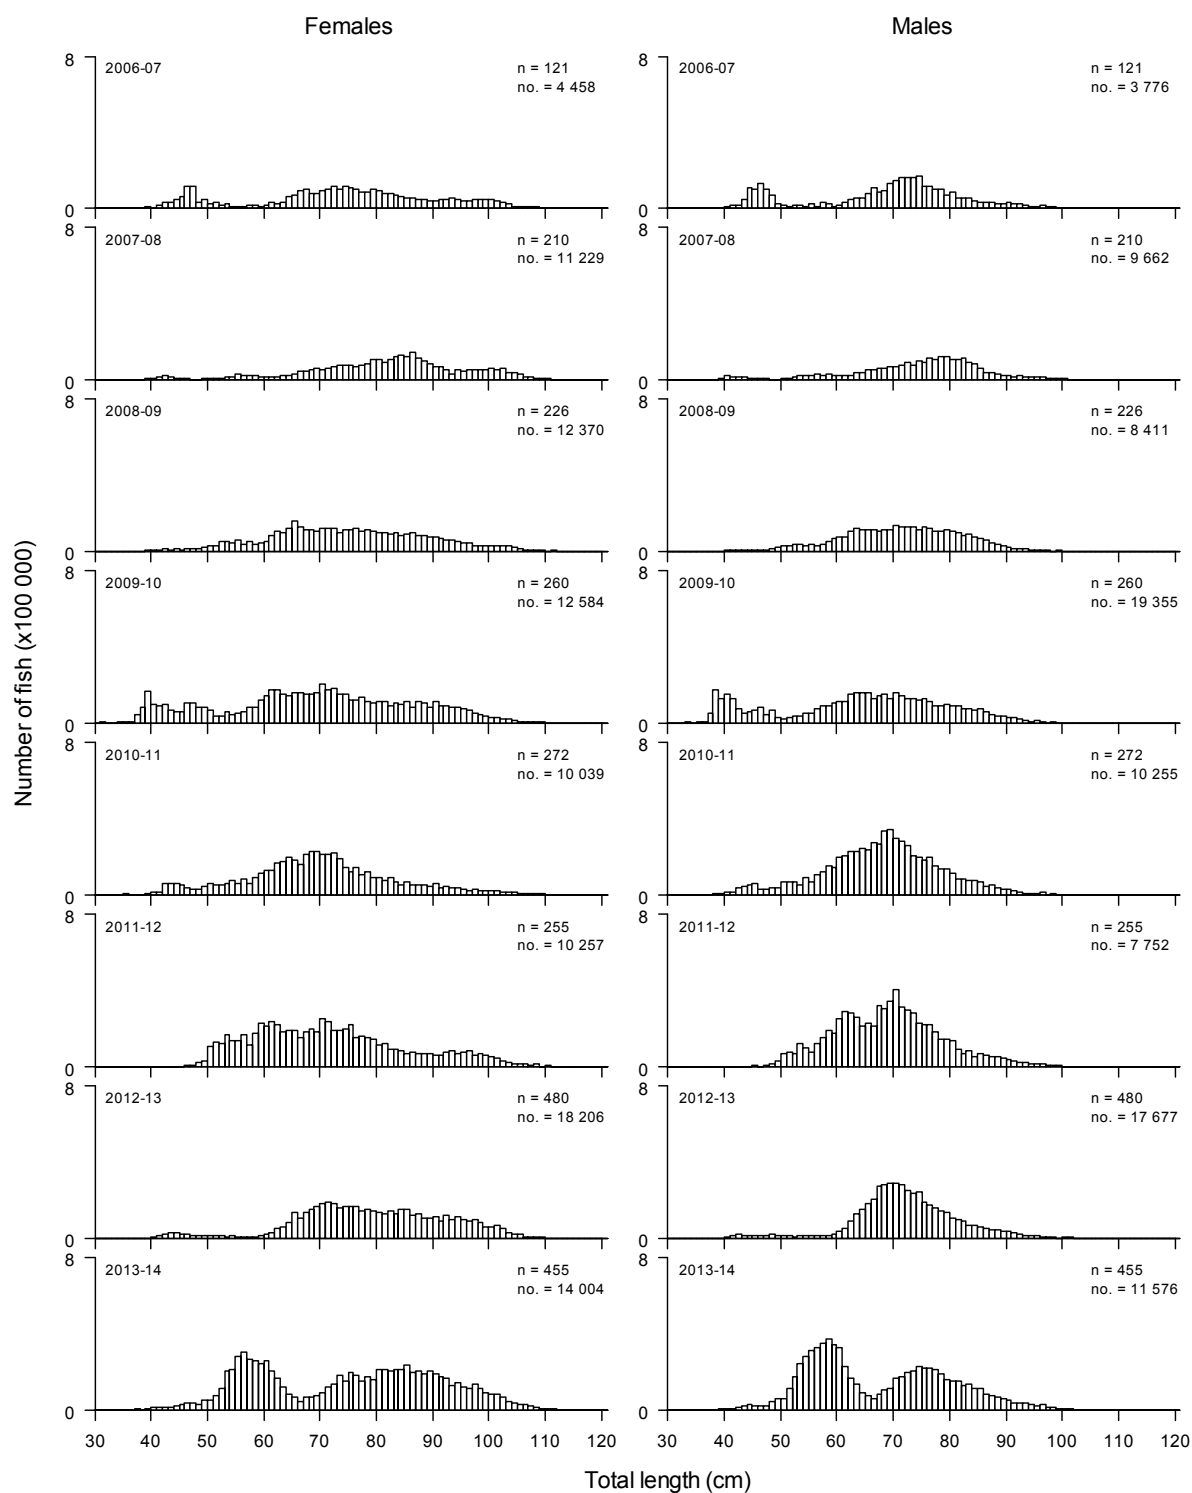 Females Males
8 2006-07 n = 121 8 2006-07 n = 121
no. = 4 458 no. = 3 776
0 0
8 2007-08 n = 210 8 2007-08 n = 210
no. = 11 229 no. = 9 662
0 0
8 2008-09 n = 226 8 2008-09 n = 226
no. = 12 370 no. = 8 411
0 0
8 2009-10 n = 260 8 2009-10 n = 260
no. = 12 584 no. = 19 355
0 0
8 2010-11 n = 272 8 2010-11 n = 272
no. = 10 039 no. = 10 255
0 0
8 2011-12 n = 255 8 2011-12 n = 255
no. = 10 257 no. = 7 752
0 0
8 2012-13 n = 480 8 2012-13 n = 480
no. = 18 206 no. = 17 677
0 0
8 2013-14 n = 455 8 2013-14 n = 455
no. = 14 004 no. = 11 576
0 0
30 40 50 60 70 80 90 100 110 120 30 40 50 60 70 80 90 100 110 120
Total length (cm)
Number of fish (x100 000)